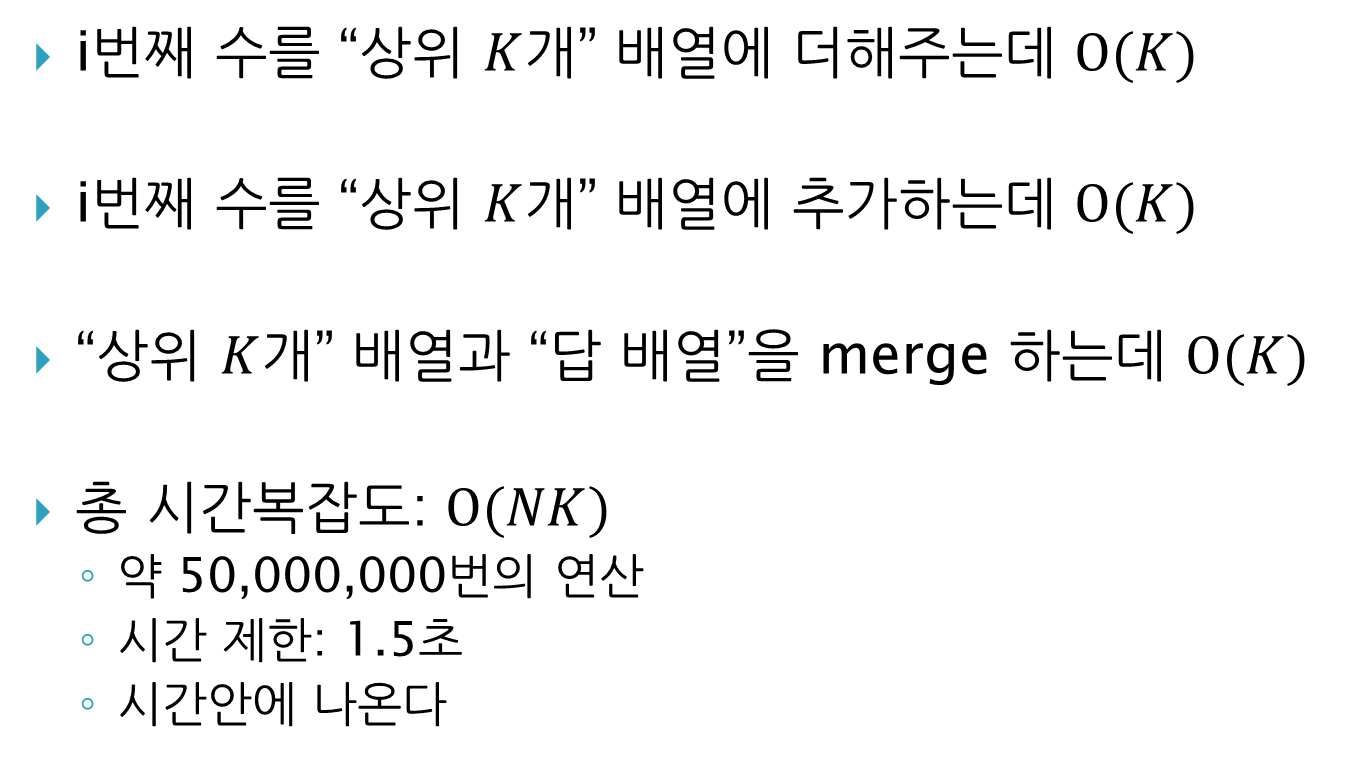 i번째 수를 “상위 K개” 배열에 더해주는데 O(K)
i번째 수를 “상위 K개” 배열에 추가하는데 O(K)
“상위 K개” 배열과 “답 배열”을 merge 하는데 O(K)
총 시간복잡도: O(NK)
약 50,000,000번의 연산
시간 제한: 1.5초
시간안에 나온다